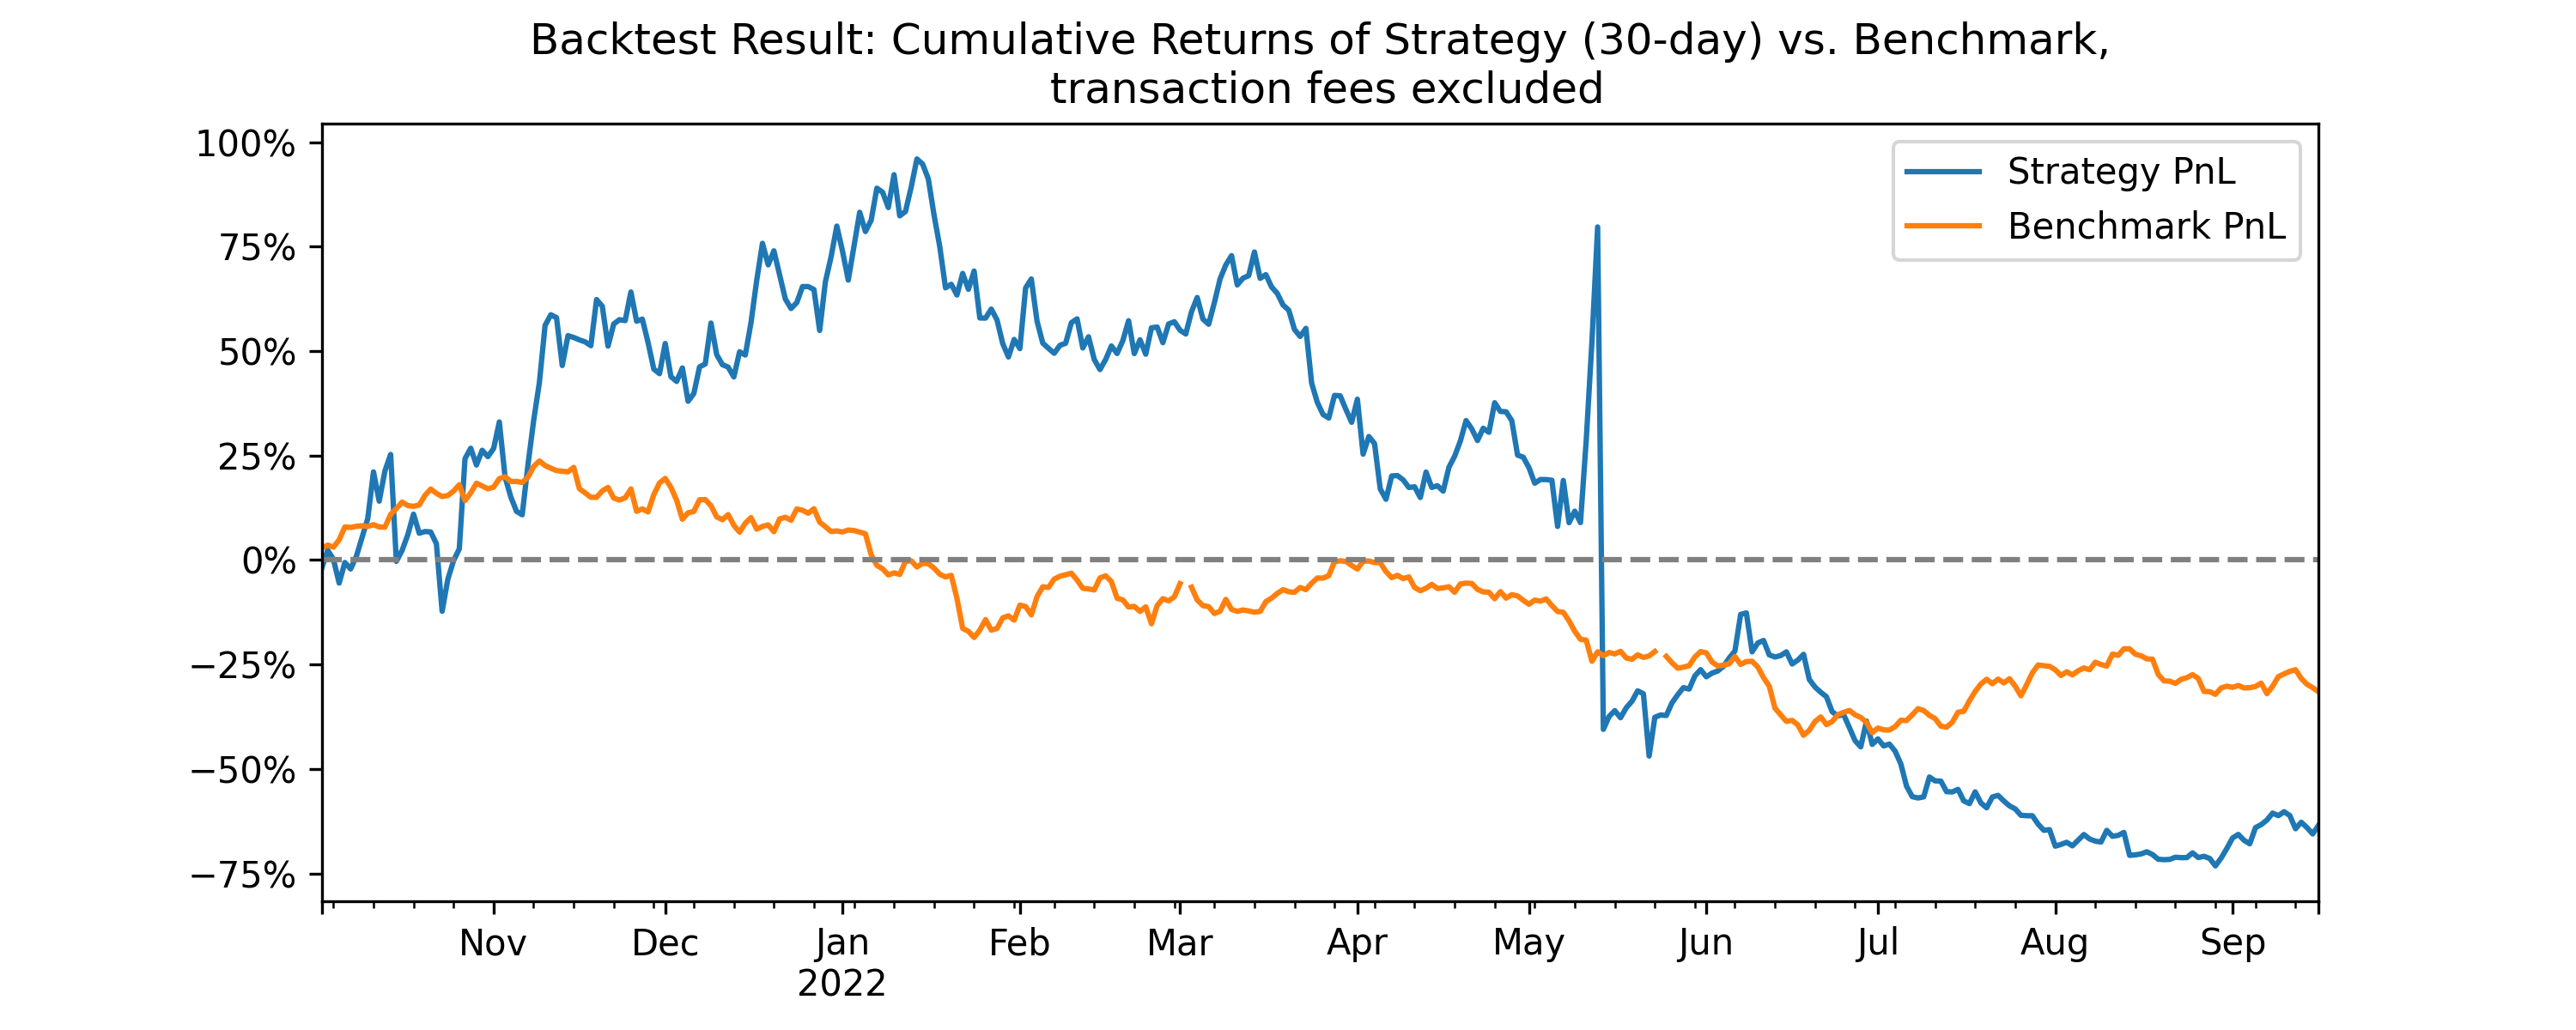 Backtest Result: Cumulative Returns of Strategy (30-day) vs. Benchmark,
transaction fees excluded
100%
75%
50%
25%
0%
−25%
−50%
−75%
Strategy PnL
Benchmark PnL
Nov Dec Jan Feb Mar Apr May Jun Jul Aug Sep
2022